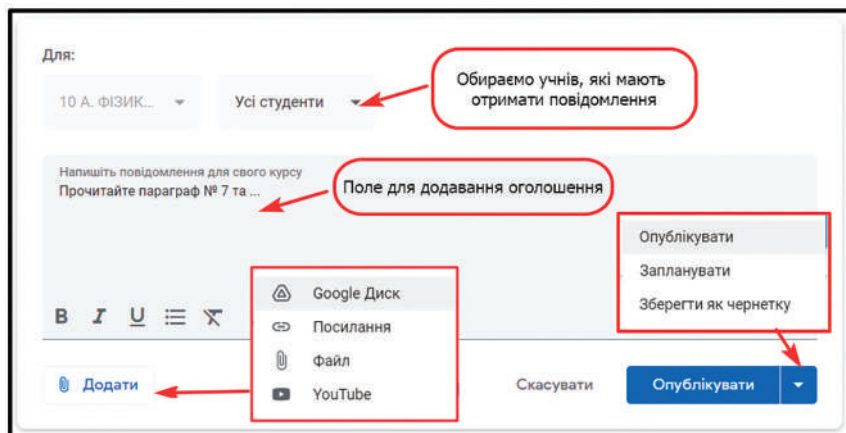 Для:
10 А. ФІЗИК...
Усі студенти
Обираємо учнів, які мають
отримати повідомлення
Напишіть повідомлення для свого курсу
Прочитайте параграф № 7 та ...
Поле для додавання оголошення
Опублікувати
Запланувати
Зберегти як чернетку
Google Диск
Посилання
Файл
YouTube
B I U
Додати
Скасувати
Опублікувати